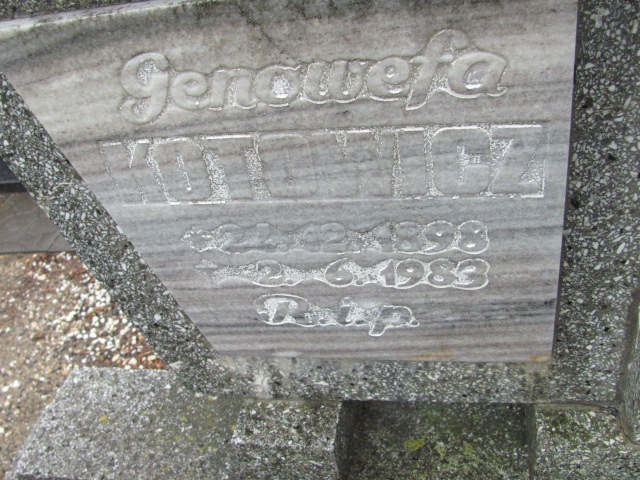 Genowefa
KOTOWICZ
*24.12.1898
† 2. 6.1983
R.i.p.